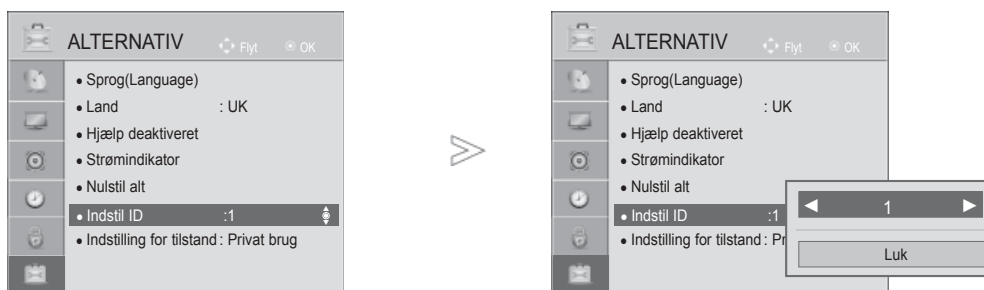 ALTERNATIV Flyt OK
• Sprog(Language)
• Land : UK
• Hjælp deaktiveret
• Strømindikator
• Nulstil alt
• Indstil ID :1
• Indstilling for tilstand : Privat brug
ALTERNATIV Flyt OK
• Sprog(Language)
• Land : UK
• Hjælp deaktiveret
• Strømindikator
• Nulstil alt
• Indstil ID :1
• Indstilling for tilstand : Pr
◄ 1 ►
Luk